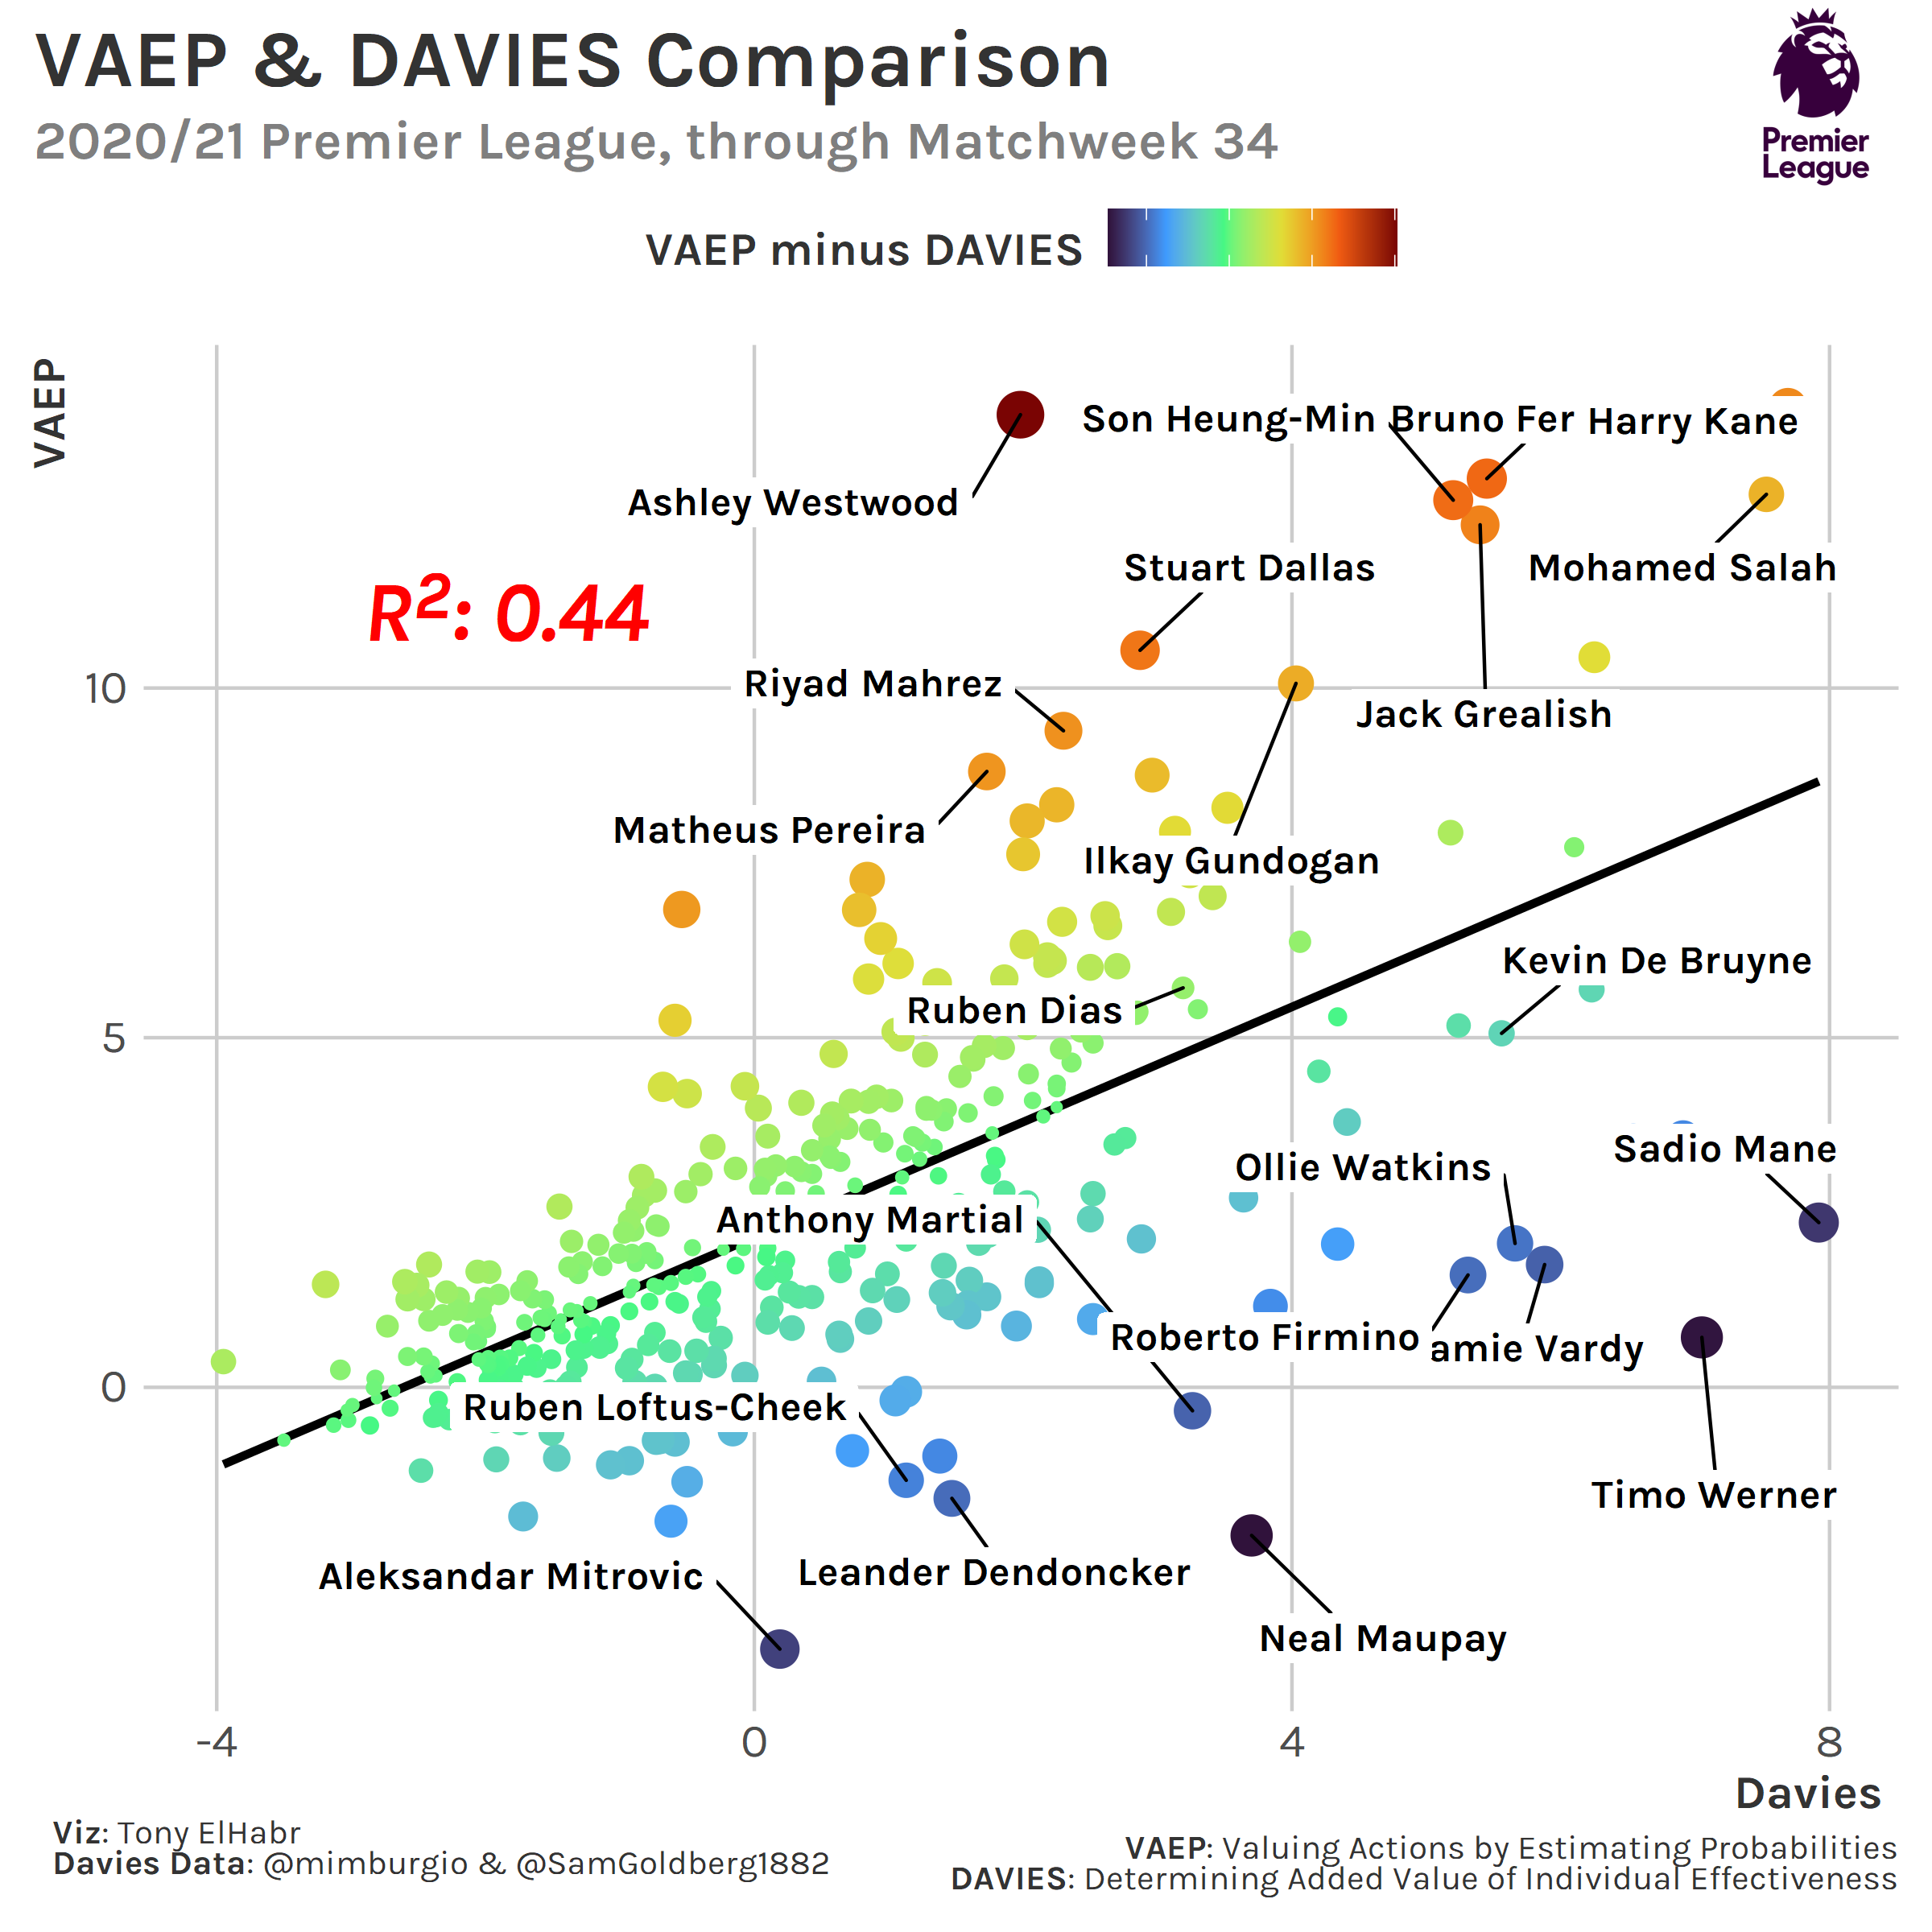 VAEP & DAVIES Comparison
2020/21 Premier League, through Matchweek 34
Premier
League
VAEP minus DAVIES
VAEP
Son Heung-Min
Bruno Fer
Harry Kane
Ashley Westwood
Stuart Dallas
Mohamed Salah
R²: 0.44
Riyad Mahrez
10
Jack Grealish
Matheus Pereira
Ilkay Gundogan
Kevin De Bruyne
Ruben Dias
5
Sadio Mane
Ollie Watkins
Anthony Martial
Roberto Firmino
amie Vardy
0
Ruben Loftus-Cheek
Timo Werner
Leander Dendoncker
Aleksandar Mitrovic
Neal Maupay
-4
0
4
8
Davies
Viz: Tony ElHabr
Davies Data: @mimburgio & @SamGoldberg1882
VAEP: Valuing Actions by Estimating Probabilities
DAVIES: Determining Added Value of Individual Effectiveness